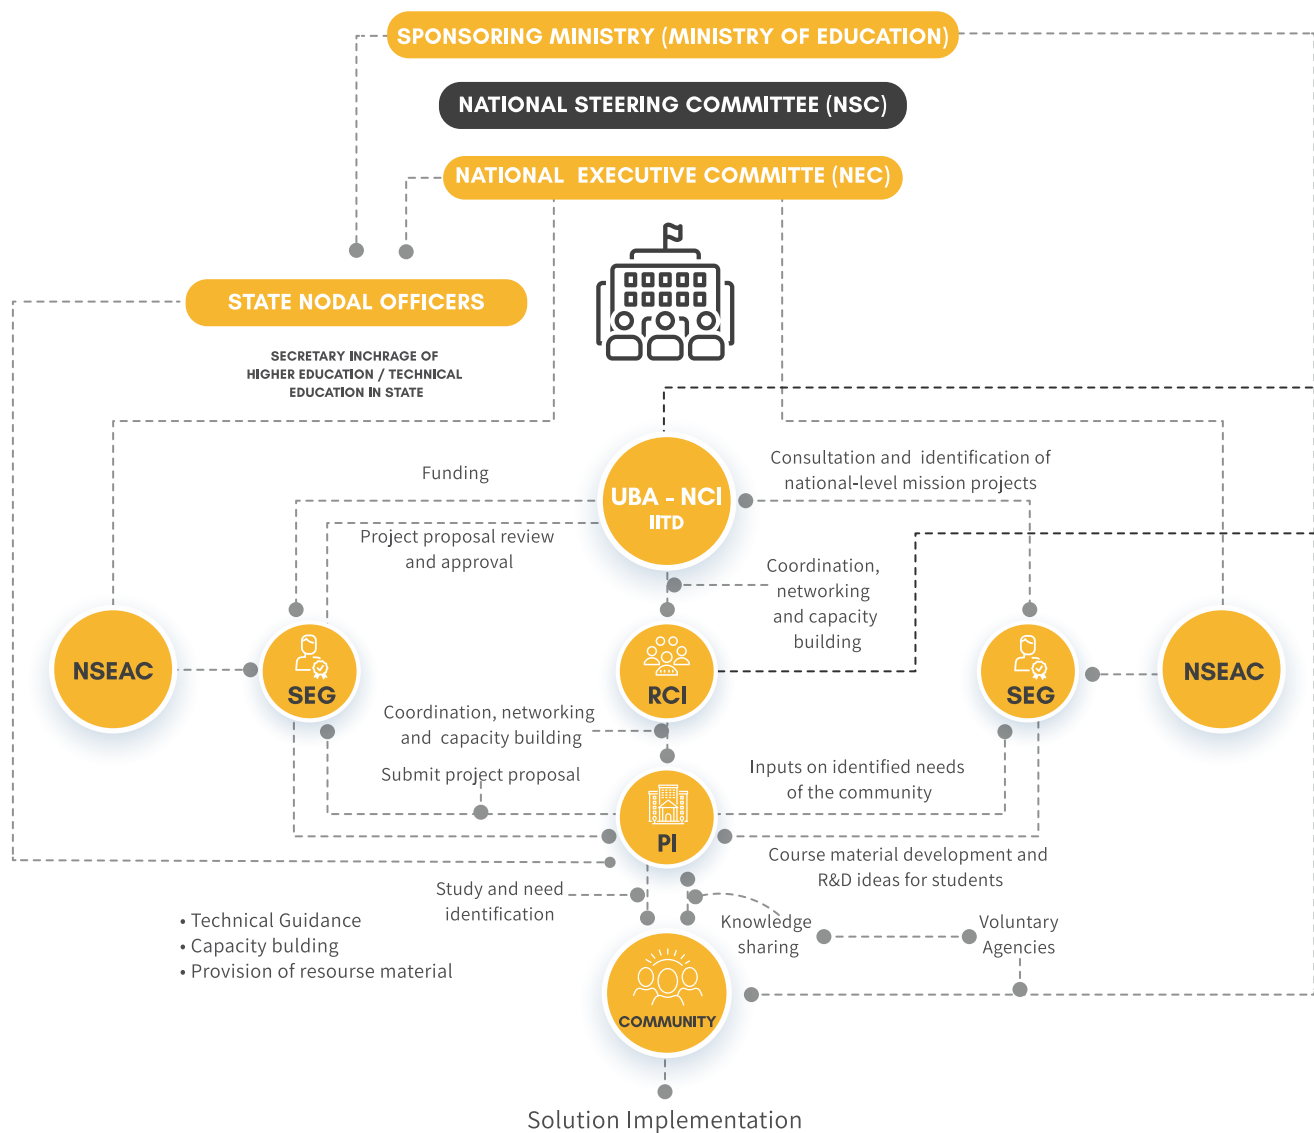 SPONSORING MINISTRY (MINISTRY OF EDUCATION)
NATIONAL STEERING COMMITTEE (NSC)
NATIONAL EXECUTIVE COMMITTE (NEC)
STATE NODAL OFFICERS
SECRETARY INCHRAGE OF
HIGHER EDUCATION / TECHNICAL
EDUCATION IN STATE
Funding
UBA - NCI
IITD
Consultation and identification of
national-level mission projects
Project proposal review
and approval
Coordination,
networking
and capacity
building
NSEAC
SEG
RCI
SEG
NSEAC
Coordination, networking
and capacity building
Submit project proposal
Inputs on identified needs
of the community
PI
Course material development and
R&D ideas for students
Study and need
identification
• Technical Guidance
• Capacity bulding
• Provision of resourse material
Knowledge
sharing
Voluntary
Agencies
COMMUNITY
Solution Implementation